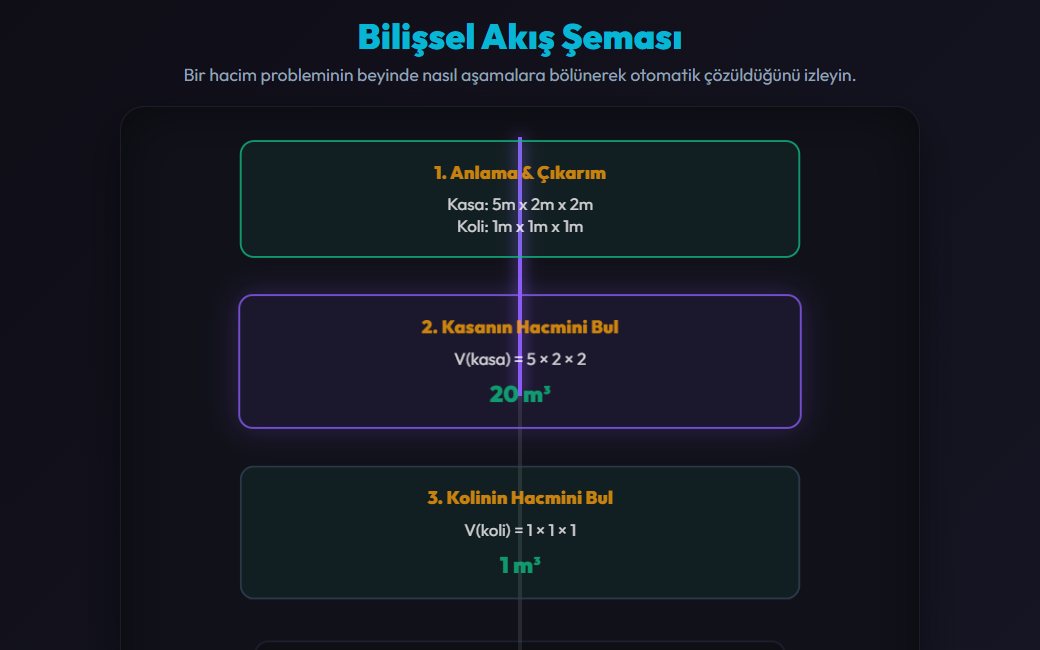 Bilişsel Akış Şeması
Bir hacim probleminin beyinde nasıl aşamalara bölünerek otomatik çözüldüğünü izleyin.
1. Anlama & Çıkarım
Kasa: 5m x 2m x 2m
Koli: 1m x 1m x 1m
2. Kasanın Hacmini Bul
V(kasa) = 5 × 2 × 2
20 m³
3. Kolinin Hacmini Bul
V(koli) = 1 × 1 × 1
1 m³